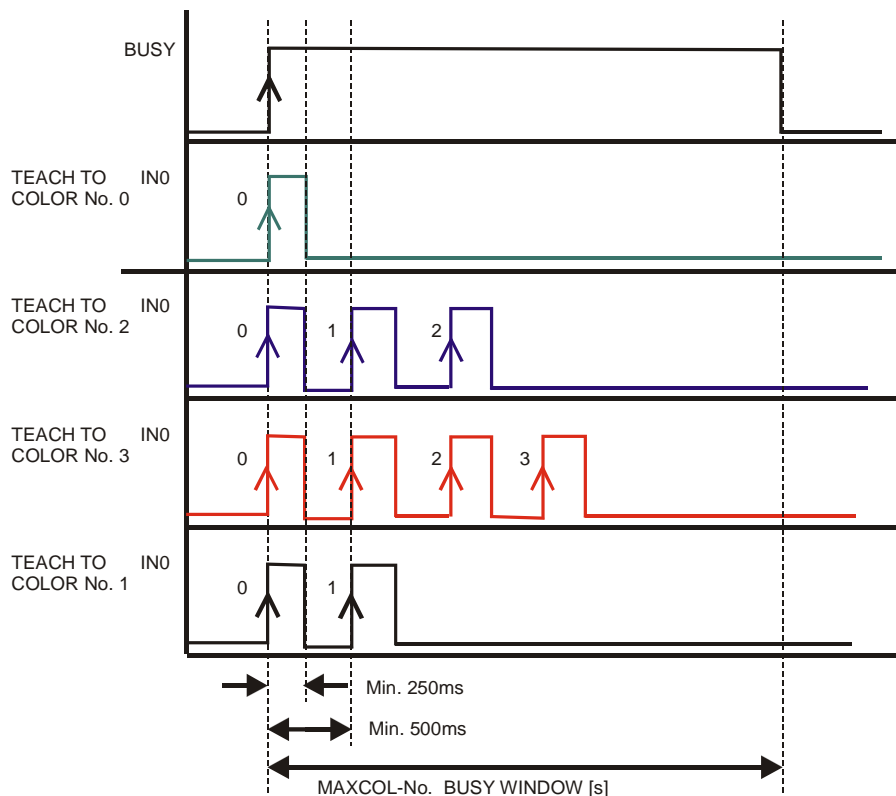 BUSY
TEACH TO IN0
COLOR No. 0 0
TEACH TO IN0
COLOR No. 2 0 1 2
TEACH TO IN0
COLOR No. 3 0 1 2 3
TEACH TO IN0
COLOR No. 1 0 1
Min. 250ms
Min. 500ms
MAXCOL-No. BUSY WINDOW [s]